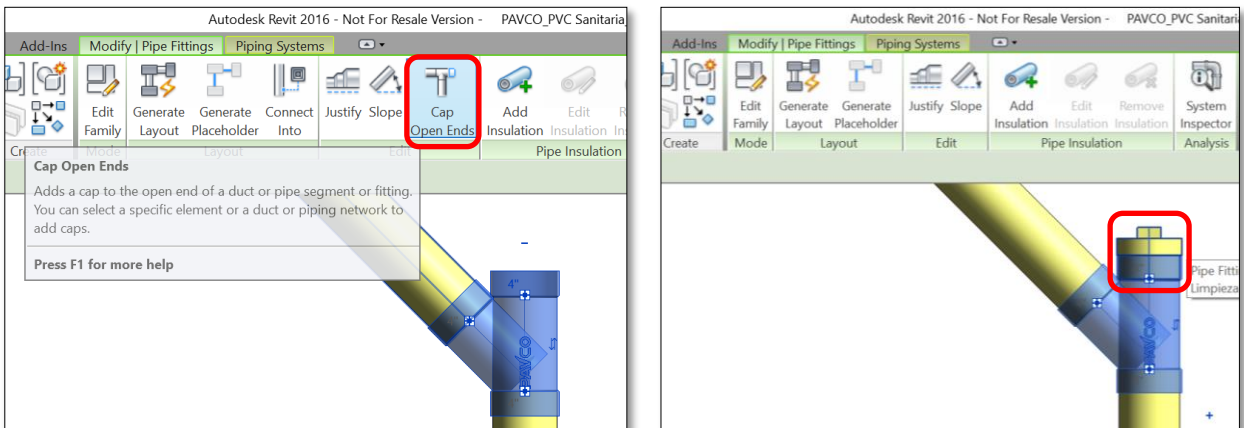 Autodesk Revit 2016 - Not For Resale Version - PAVCO_PVC Sanitaria_
Add-Ins Modify | Pipe Fittings Piping Systems
Edit Family
Generate Layout
Generate Placeholder
Connect Into
Justify
Slope
Cap Open Ends
Add Insulation
Edit Insulation
Create Mode Layout Edit Pipe Insulation
Cap Open Ends
Adds a cap to the open end of a duct or pipe segment or fitting.
You can select a specific element or a duct or piping network to
add caps.
Press F1 for more help
4"
PAVCO
Autodesk Revit 2016 - Not For Resale Version - PAVCO_PVC Sanitari
Add-Ins Modify | Pipe Fittings Piping Systems
Edit Family
Generate Layout
Generate Placeholder
Justify
Slope
Add Insulation
Edit Insulation
Remove Insulation
System Inspector
Create Mode Layout Edit Pipe Insulation Analysis
Pipe Fitti
Limpieza
PAVCO